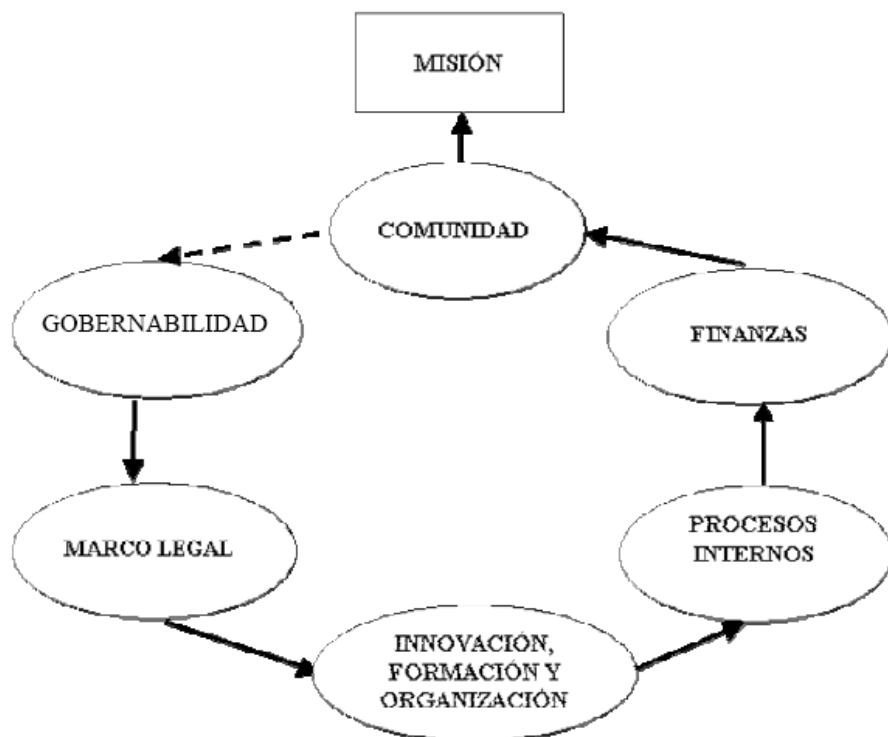 MISIÓN
COMUNIDAD
GOBERNABILIDAD
FINANZAS
MARCO LEGAL
PROCESOS
INTERNOS
INNOVACIÓN,
FORMACIÓN Y
ORGANIZACIÓN